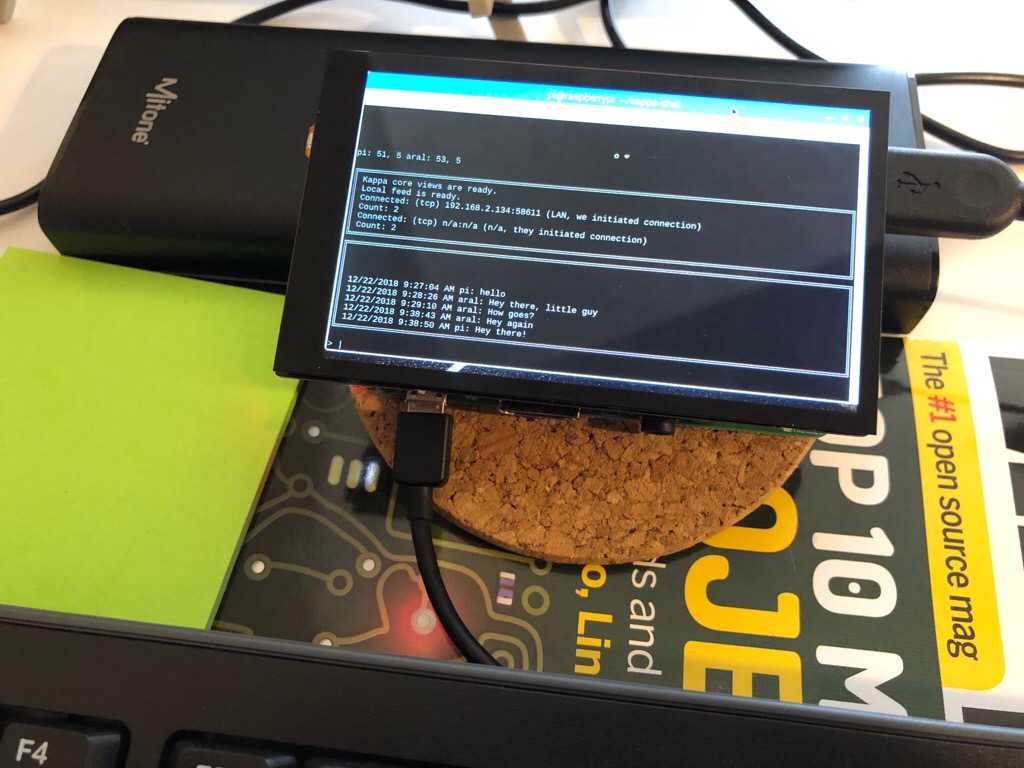 Mitone
pi@raspberrypi: ~/kappa-chat
pi: 51, 5 aral: 53, 5
Kappa core views are ready.
Local feed is ready.
Connected: (tcp) 192.168.2.134:58611 (LAN, we initiated connection)
Count: 2
Connected: (tcp) n/a:n/a (n/a, they initiated connection)
Count: 2
12/22/2018 9:27:04 AM pi: hello
12/22/2018 9:28:26 AM aral: Hey there, little guy
12/22/2018 9:29:10 AM aral: How goes?
12/22/2018 9:38:43 AM aral: Hey again
12/22/2018 9:38:50 AM pi: Hey there!
> |
The #1 open source mag
OP 10 M
OJE
ds and
o, Lin
F4